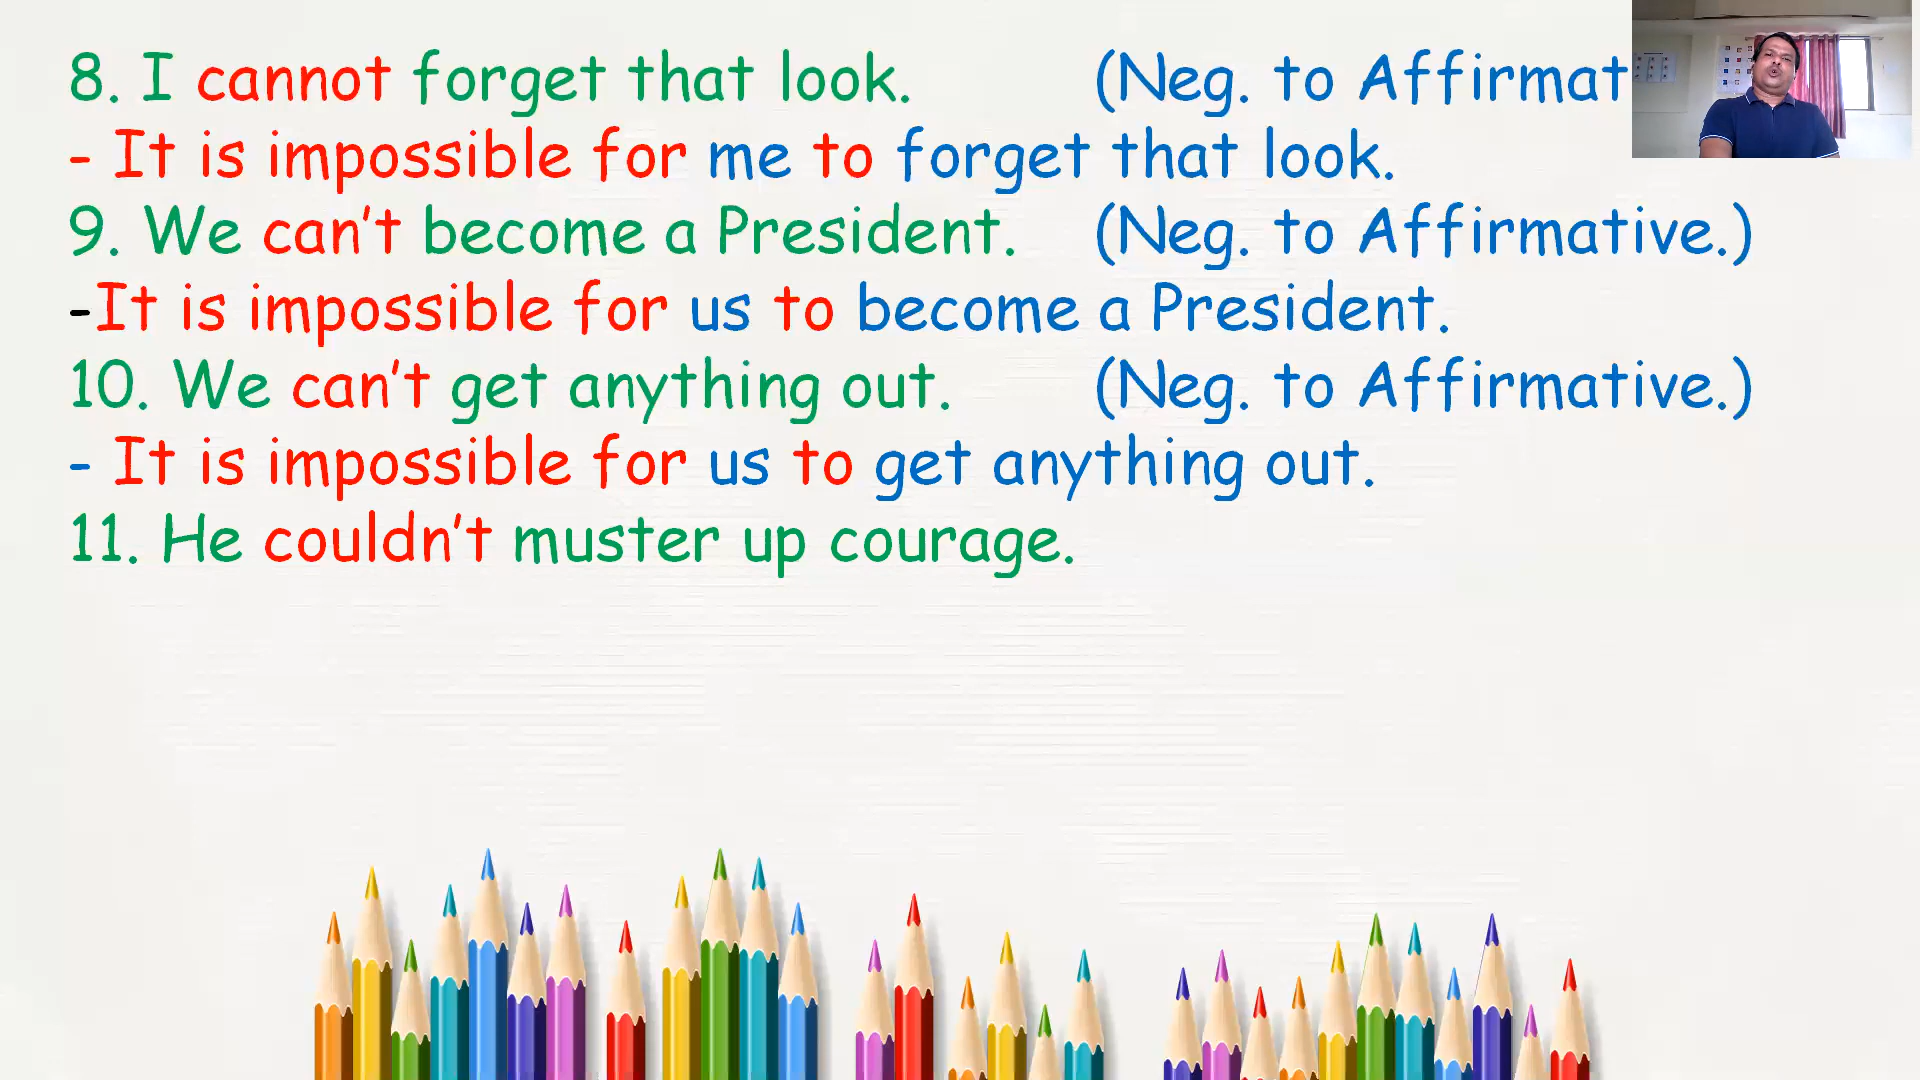 8. I cannot forget that look. (Neg. to Affirmat
- It is impossible for me to forget that look.
9. We can't become a President. (Neg. to Affirmative.)
-It is impossible for us to become a President.
10. We can't get anything out. (Neg. to Affirmative.)
- It is impossible for us to get anything out.
11. He couldn't muster up courage.